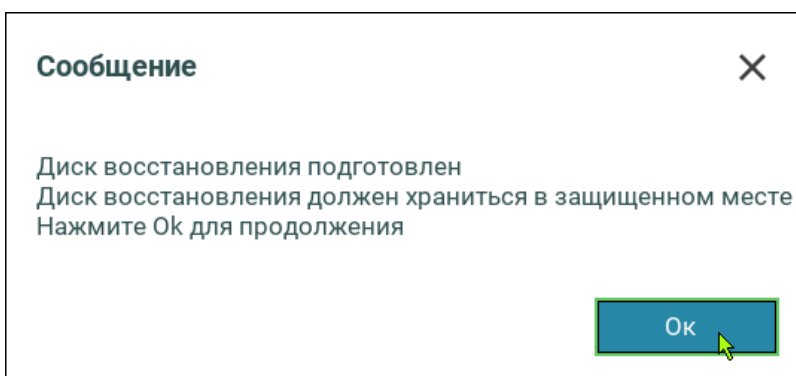 Сообщение
Диск восстановления подготовлен
Диск восстановления должен храниться в защищенном месте
Нажмите Ok для продолжения
Ок